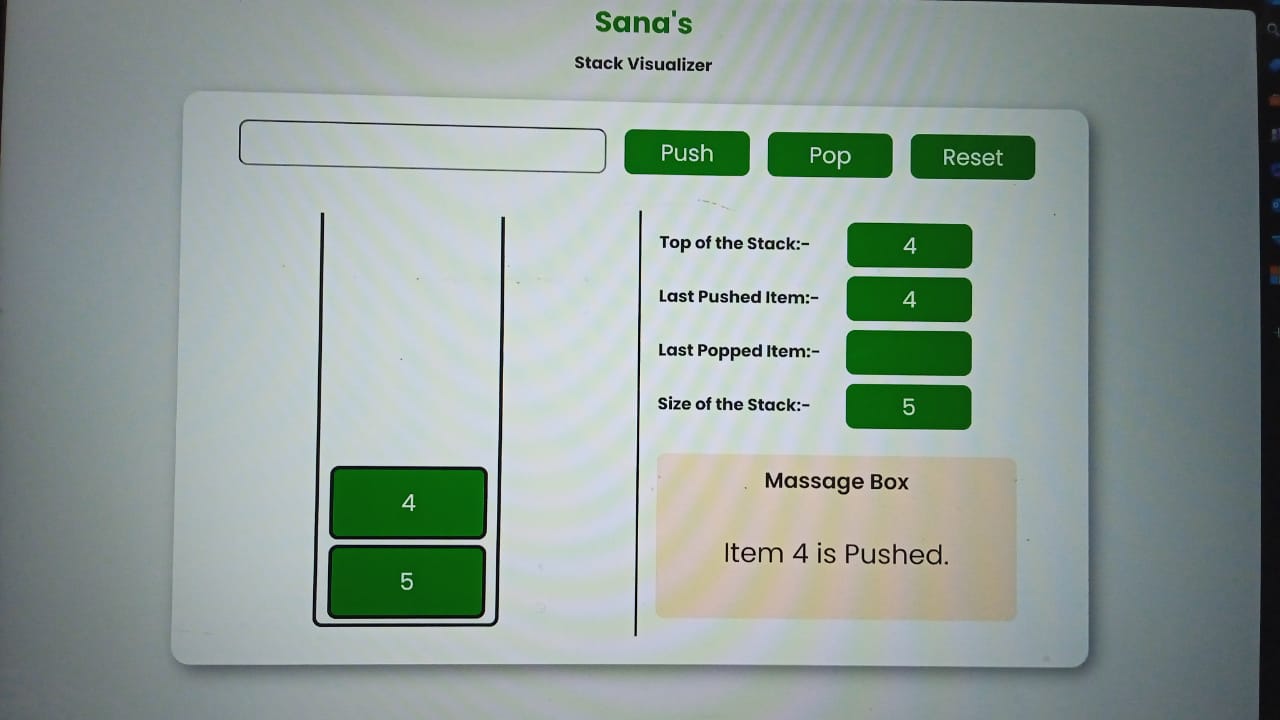 Sana's
Stack Visualizer
Push Pop Reset
Top of the Stack:- 4
Last Pushed Item:- 4
Last Popped Item:-
Size of the Stack:- 5
4
5
Massage Box
Item 4 is Pushed.